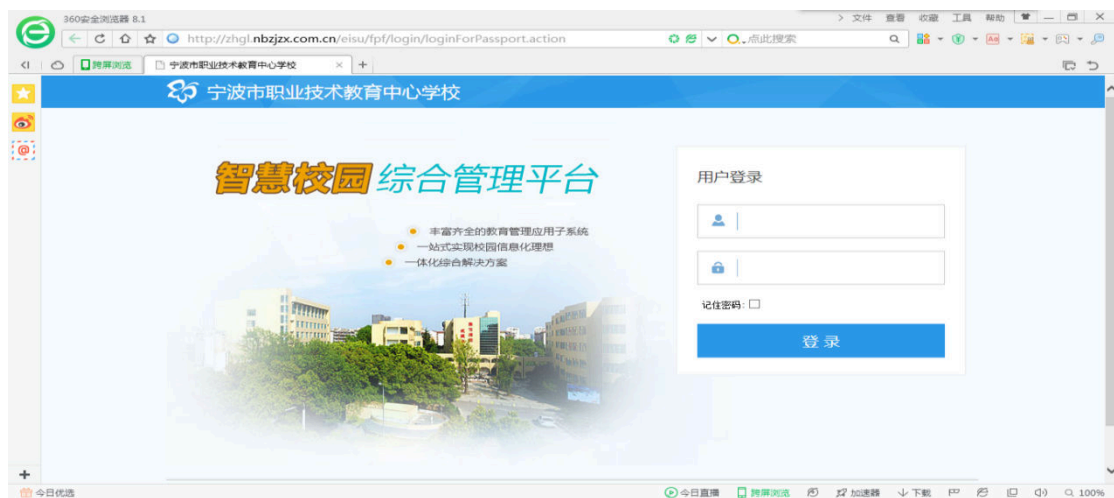 360安全浏览器 8.1
文件 查看 收藏 工具 帮助
http://zhgl.nbzjzx.com.cn/eisu/fpf/login/loginForPassport.action
点此搜索
跨屏浏览
宁波市职业技术教育中心学校
宁波市职业技术教育中心学校
智慧校园综合管理平台
丰富齐全的教育管理应用子系统
一站式实现校园信息化理想
一体化综合解决方案
用户登录
记住密码:
登录
今日优选
今日直播 跨屏浏览 加速器 下载 100%